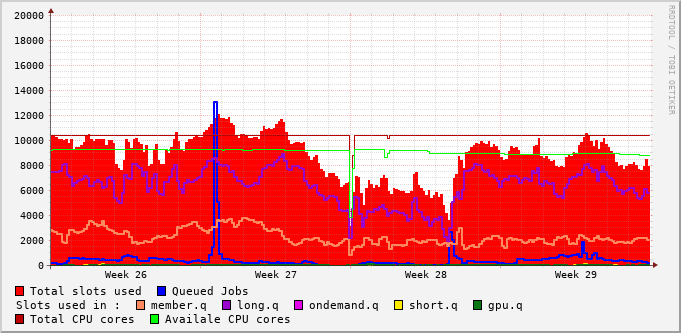 RRDTOOL / TOBI OETIKER
20000
18000
16000
14000
12000
10000
8000
6000
4000
2000
0
Week 26 Week 27 Week 28 Week 29
Total slots used Queued Jobs
Slots used in : member.q long.q ondemand.q short.q gpu.q
Total CPU cores Availale CPU cores